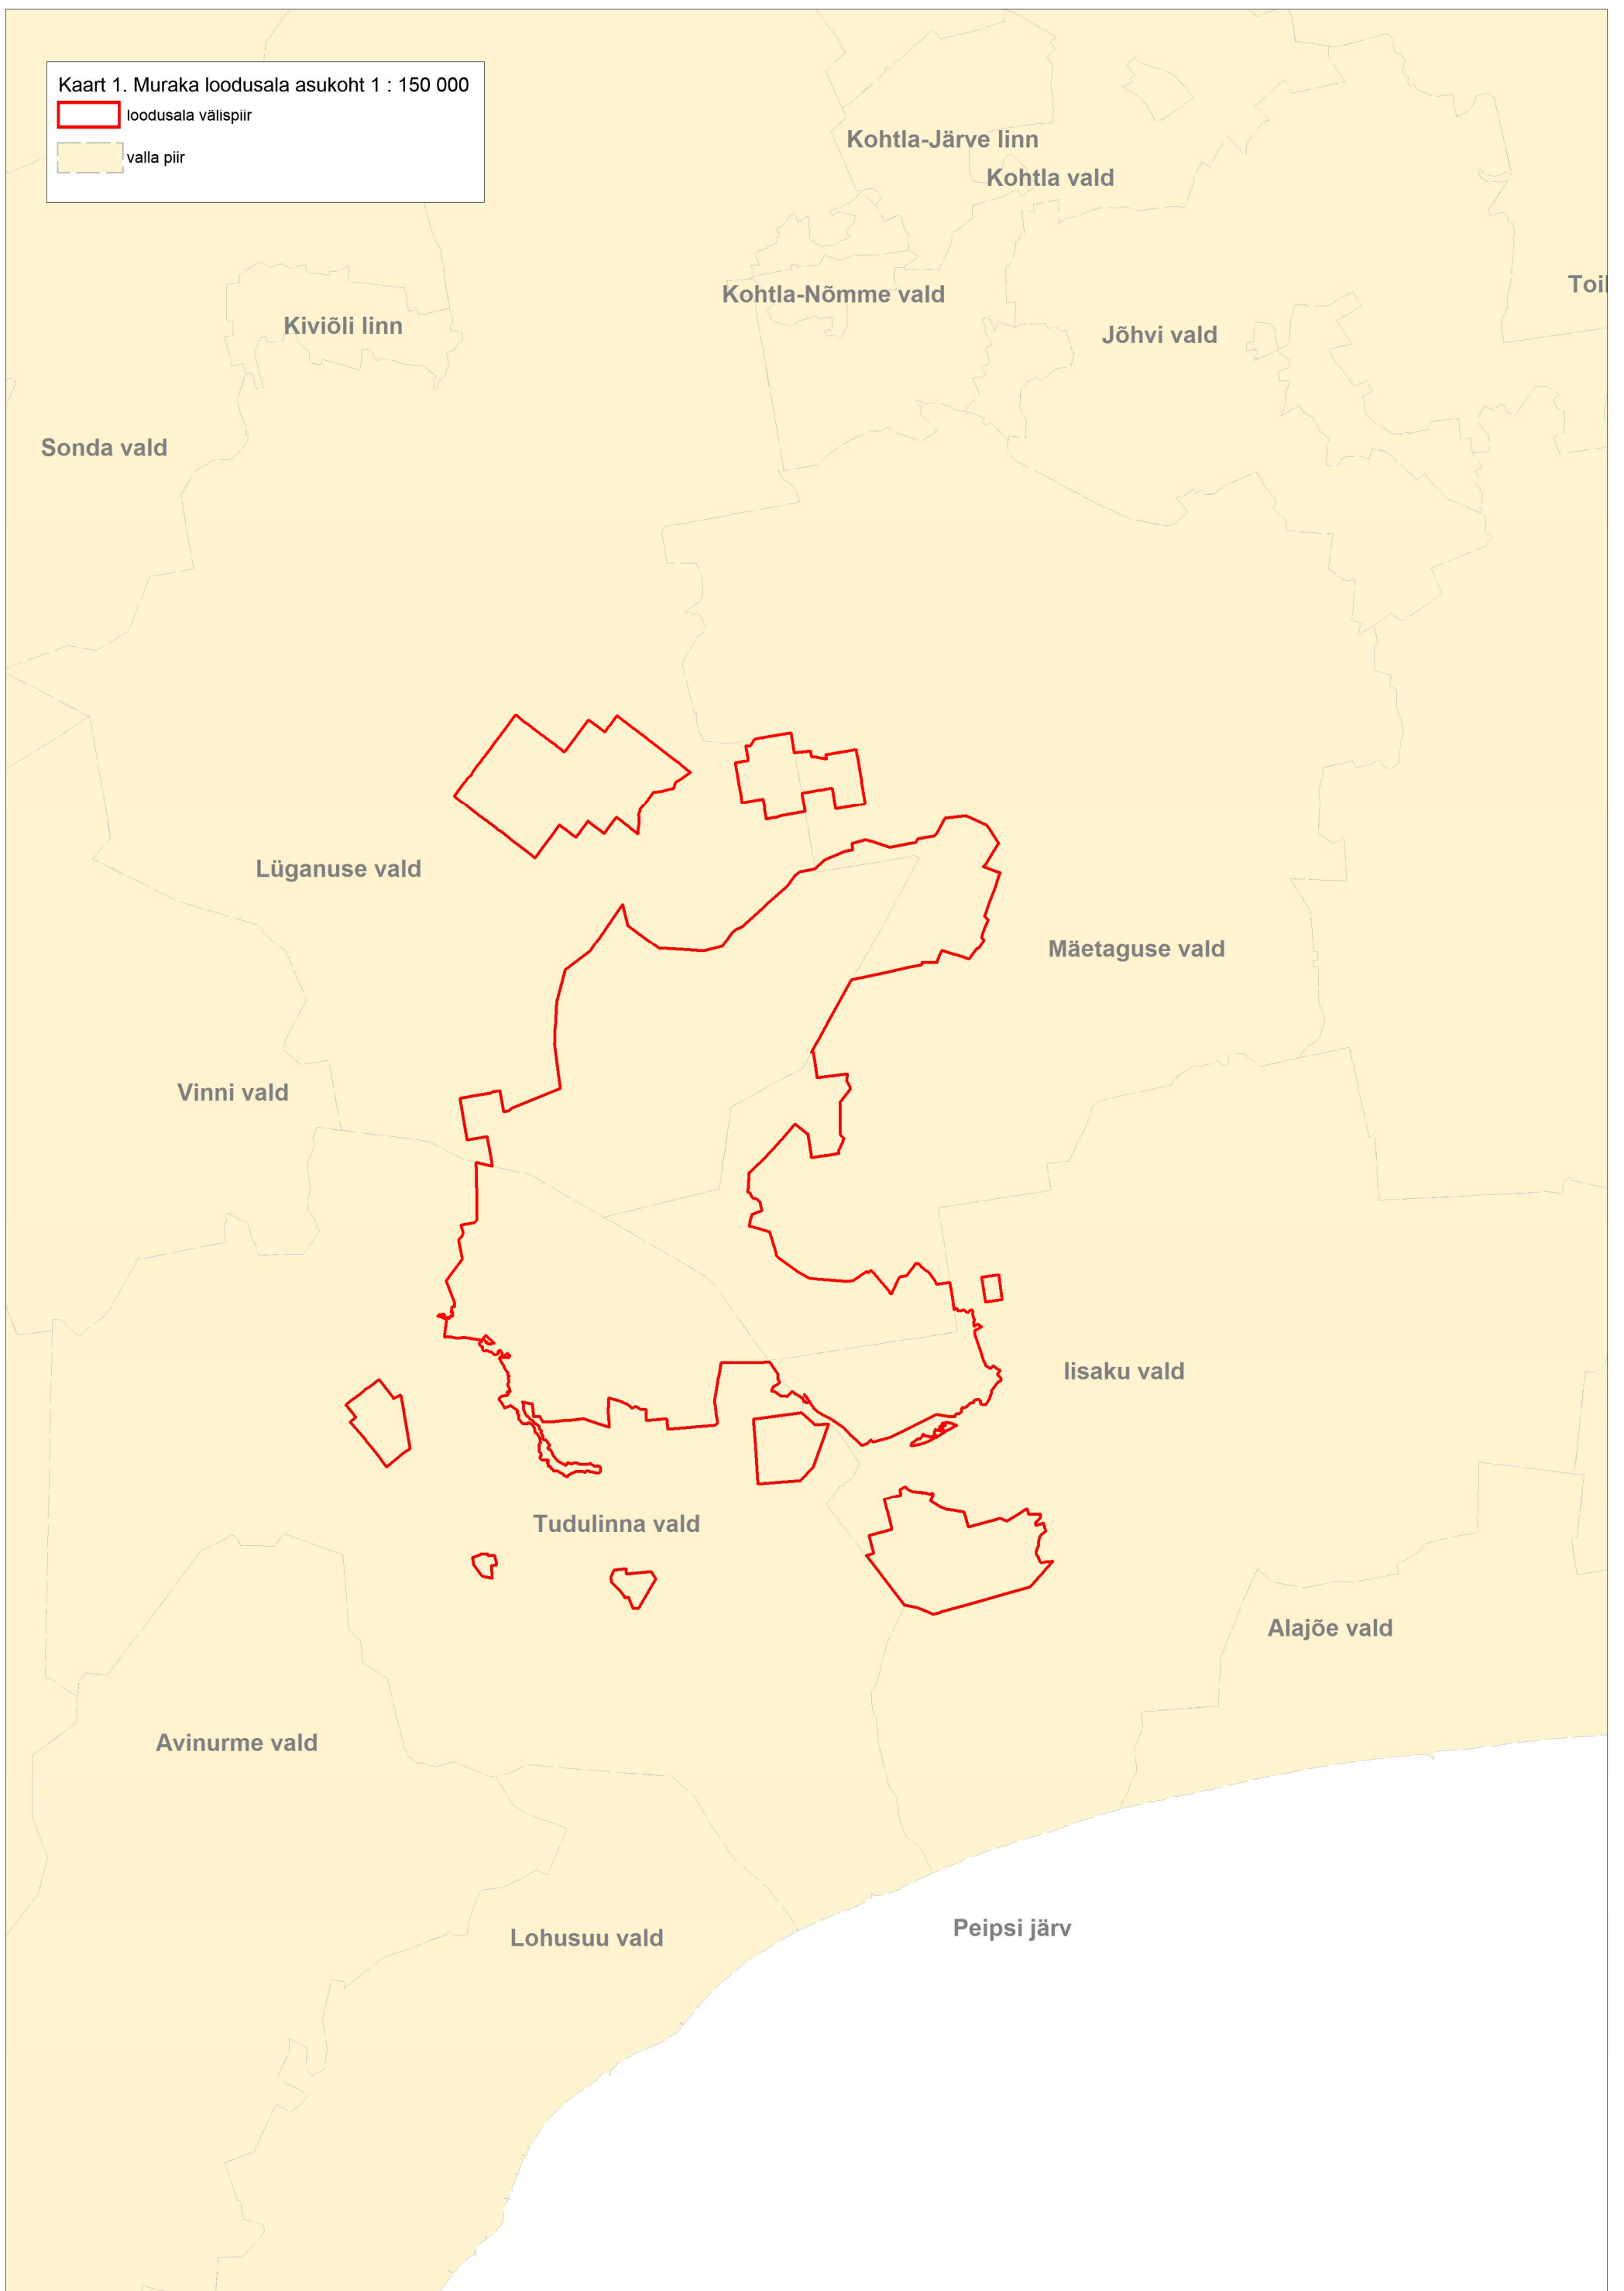 Kaart 1. Muraka loodusala asukoht 1 : 150 000
loodusala välispiir
valla piir
Kohtla-Järve linn
Kohtla vald
Toil
Kohtla-Nõmme vald
Kiviõli linn
Jõhvi vald
Sonda vald
Lüganuse vald
Mäetaguse vald
Vinni vald
Iisaku vald
Tudulinna vald
Alajõe vald
Avinurme vald
Peipsi järv
Lohusuu vald